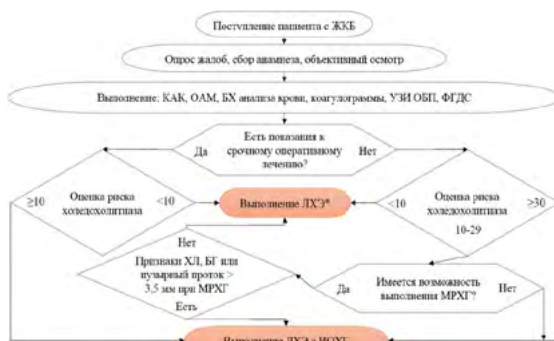 Поступление пациента с ЖКБ
Опрос жалоб, сбор анамнеза, объективный осмотр
Выполнение: КАК, ОАМ, БХ анализа крови, коагулограммы, УЗИ ОБП, ФГДС
Есть показания к
Да срочному оперативному Нет
лечению?
≥10 Оценка риска <10
холедохолитиаза
Выполнение ЛХЭ*
<10 Оценка риска ≥30
холедохолитиаза
10-29
Нет
Признаки ХЛ, БГ или
пузырный проток >
3,5 мм при МРХГ
Есть
Да Имеется возможность Нет
выполнения МРХГ?
Выполнение ЛХЭ с ИОХГ